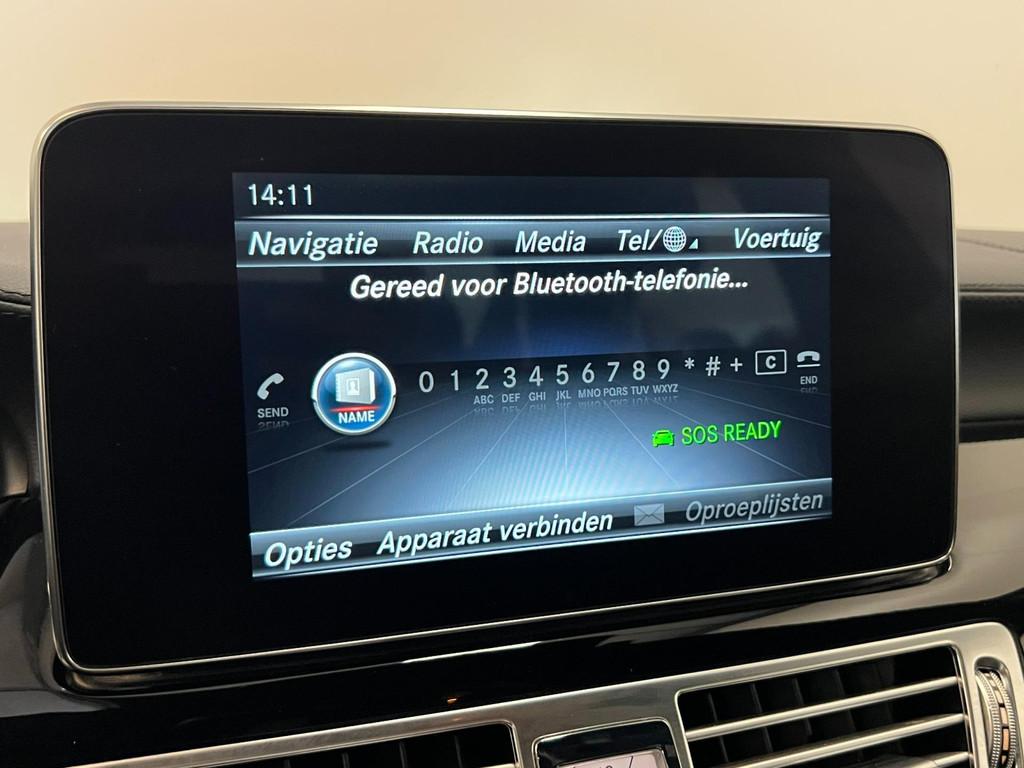 14:11
Navigatie Radio Media Tel/ Voertuig
Gereed voor Bluetooth-telefonie...
SEND NAME 0 1 2 3 4 5 6 7 8 9 * # + C END
ABC DEF GHI JKL MNO PQRS TUV WXYZ
SOS READY
Opties Apparaat verbinden Oproeplijsten